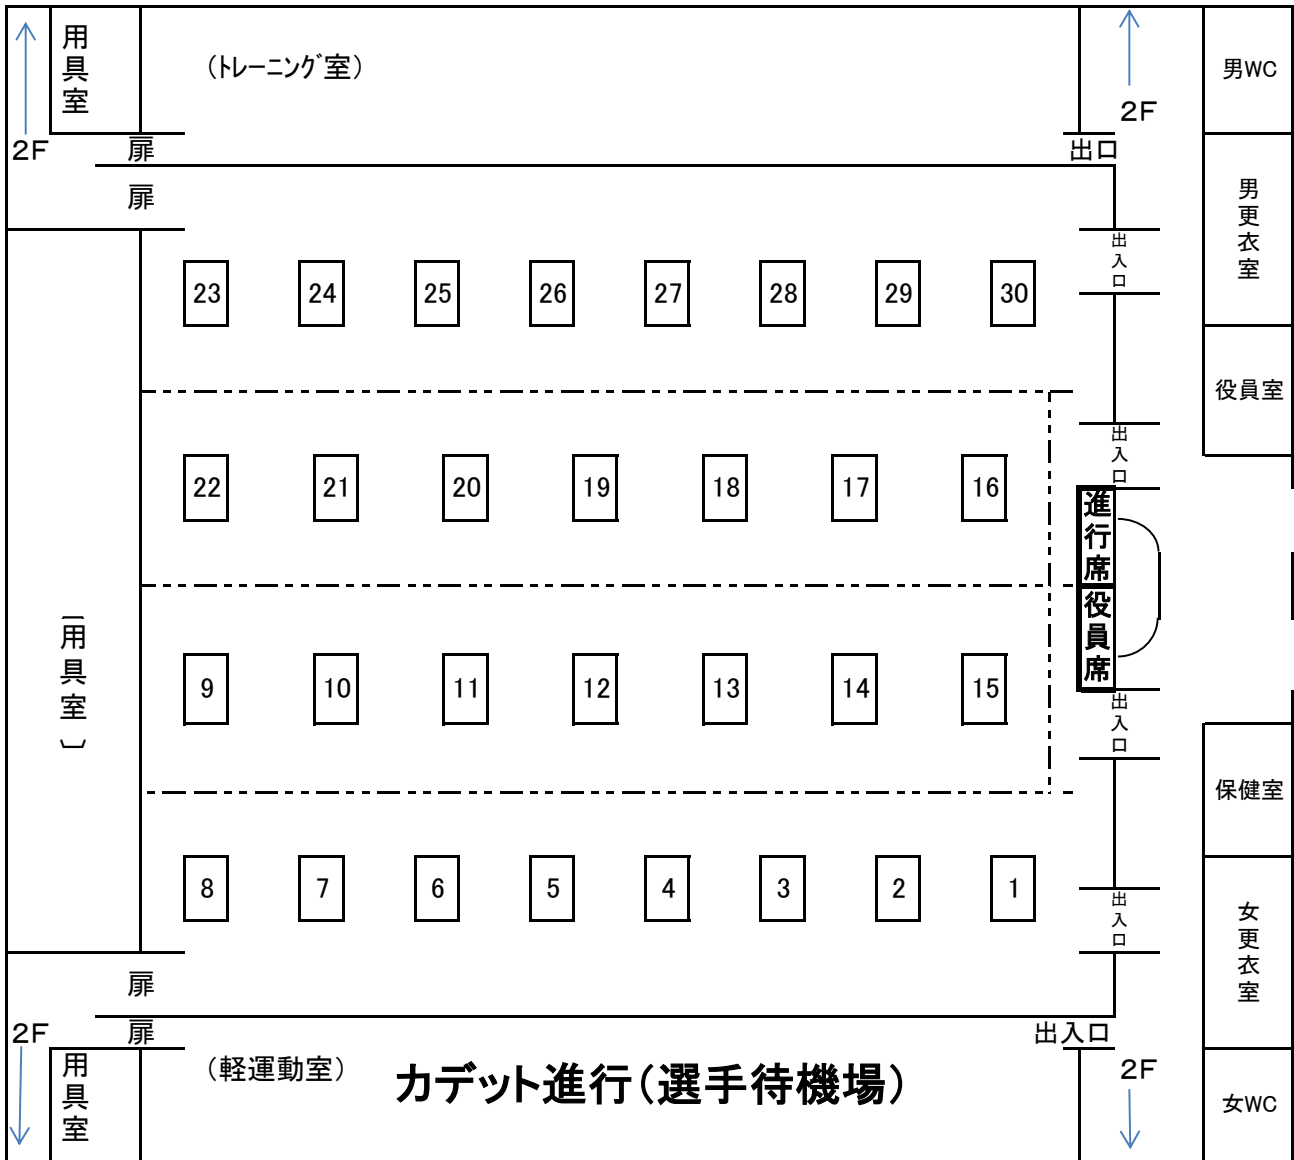 用具室
（トレーニング室）
男WC
2F
2F
扉
出口
扉
男更衣室
出入口
23 24 25 26 27 28 29 30
役員室
出入口
22 21 20 19 18 17 16
進行席
役員席
［用具室］
9 10 11 12 13 14 15
出入口
保健室
8 7 6 5 4 3 2 1
出入口
女更衣室
扉
2F
扉
出入口
用具室
（軽運動室）
カデット進行（選手待機場）
2F
女WC